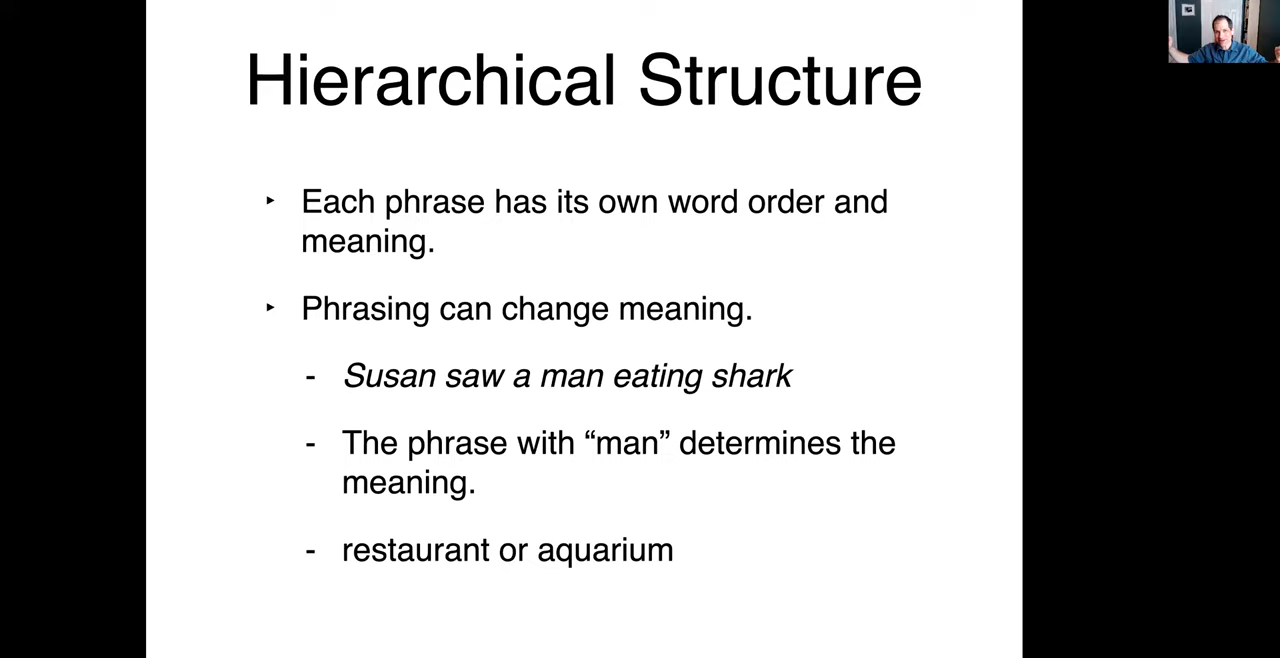 Hierarchical Structure
‣ Each phrase has its own word order and
meaning.
‣ Phrasing can change meaning.
- Susan saw a man eating shark
- The phrase with “man” determines the
meaning.
- restaurant or aquarium